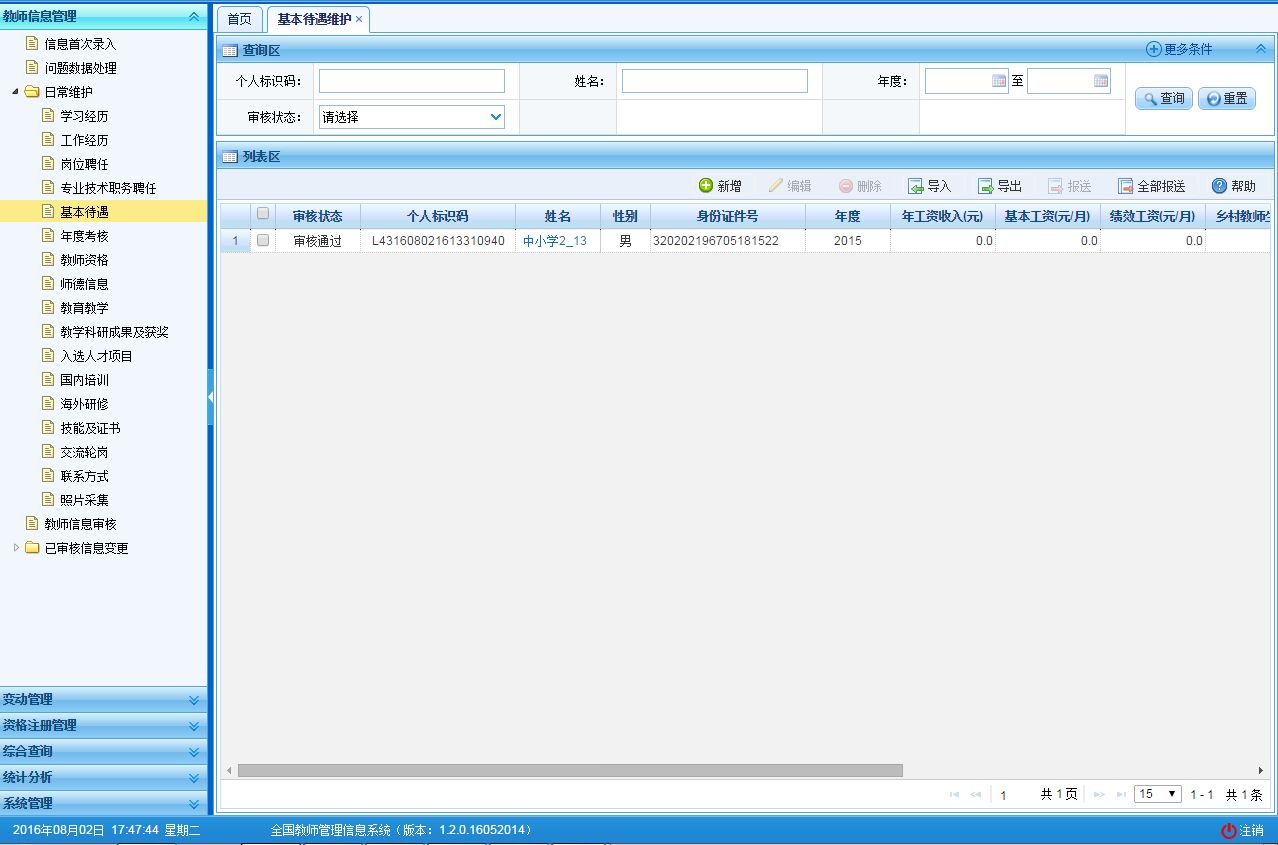 教师信息管理
信息首次录入
问题数据处理
日常维护
学习经历
工作经历
岗位聘任
专业技术职务聘任
基本待遇
年度考核
教师资格
师德信息
教育教学
教学科研成果及获奖
入选人才项目
国内培训
海外研修
技能及证书
交流轮岗
联系方式
照片采集
教师信息审核
已审核信息变更
变动管理
资格注册管理
综合查询
统计分析
系统管理
首页 基本待遇维护 ×
查询区 更多条件
个人标识码： 姓名： 年度： 至
审核状态： 请选择 查询 重置
列表区
新增 编辑 删除 导入 导出 报送 全部报送 帮助
审核状态 个人标识码 姓名 性别 身份证件号 年度 年工资收入(元) 基本工资(元/月) 绩效工资(元/月) 乡村教师
1 审核通过 L431608021613310940 中小学2_13 男 320202196705181522 2015 0.0 0.0 0.0
1 共 1 页 15 1 - 1 共 1 条
2016年08月02日 17:47:44 星期二 全国教师管理信息系统（版本：1.2.0.16052014） 注销